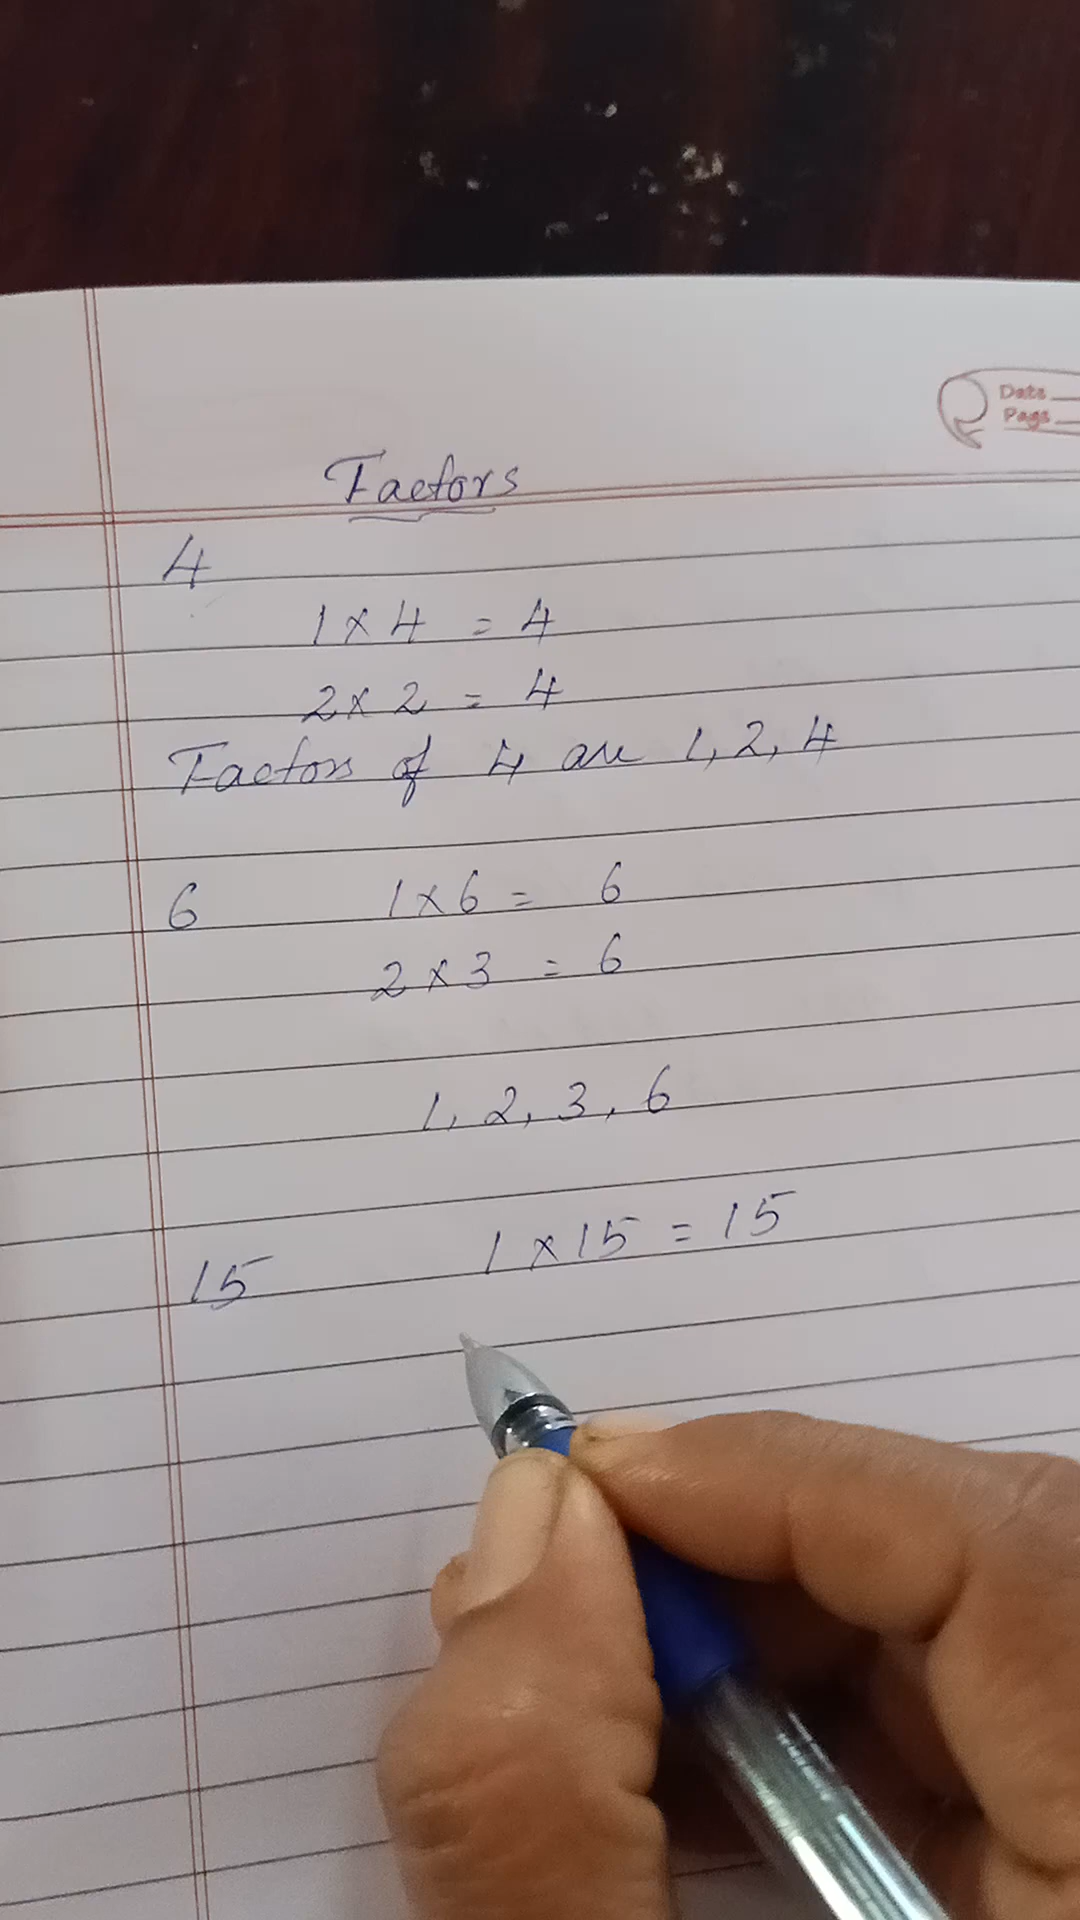 Date
Page
Factors
4
1 × 4 = 4
2 × 2 = 4
Factors of 4 are 1, 2, 4
6 1 × 6 = 6
2 × 3 = 6
1, 2, 3, 6
15 1 × 15 = 15